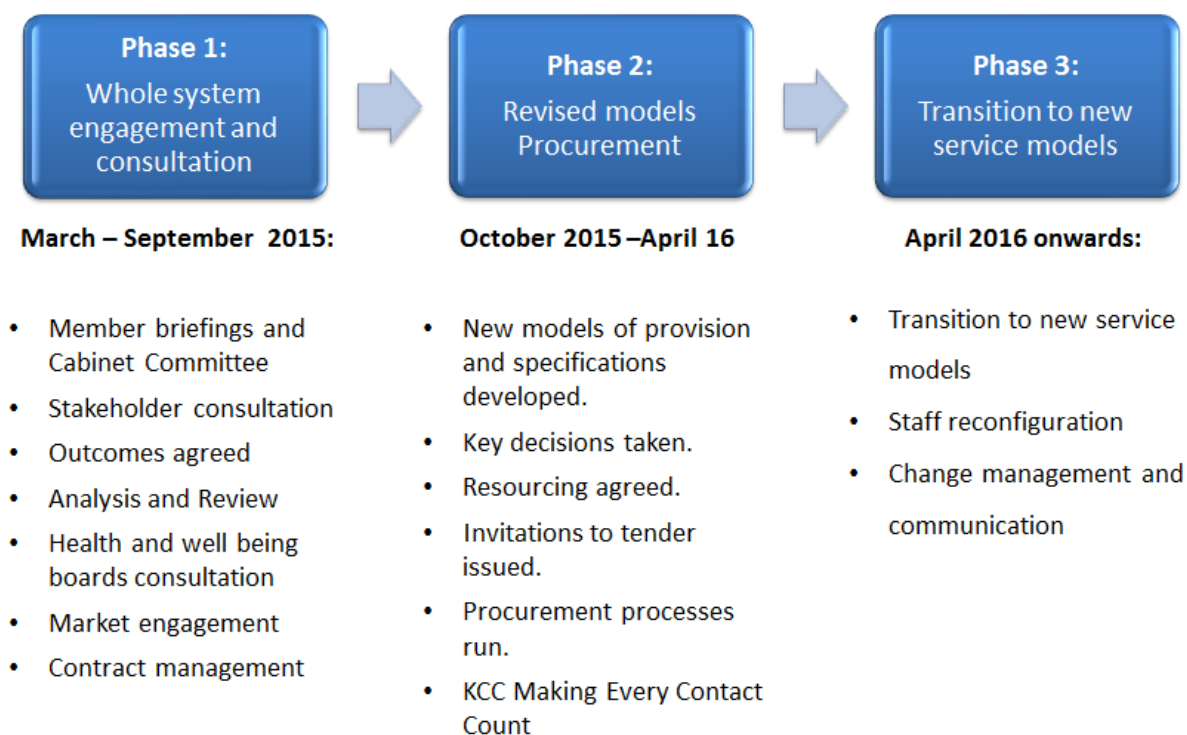 Phase 1:
Whole system
engagement and
consultation
March – September 2015:
• Member briefings and
Cabinet Committee
• Stakeholder consultation
• Outcomes agreed
• Analysis and Review
• Health and well being
boards consultation
• Market engagement
• Contract management
Phase 2:
Revised models
Procurement
October 2015 –April 16
• New models of provision
and specifications
developed.
• Key decisions taken.
• Resourcing agreed.
• Invitations to tender
issued.
• Procurement processes
run.
• KCC Making Every Contact
Count
Phase 3:
Transition to new
service models
April 2016 onwards:
• Transition to new service
models
• Staff reconfiguration
• Change management and
communication